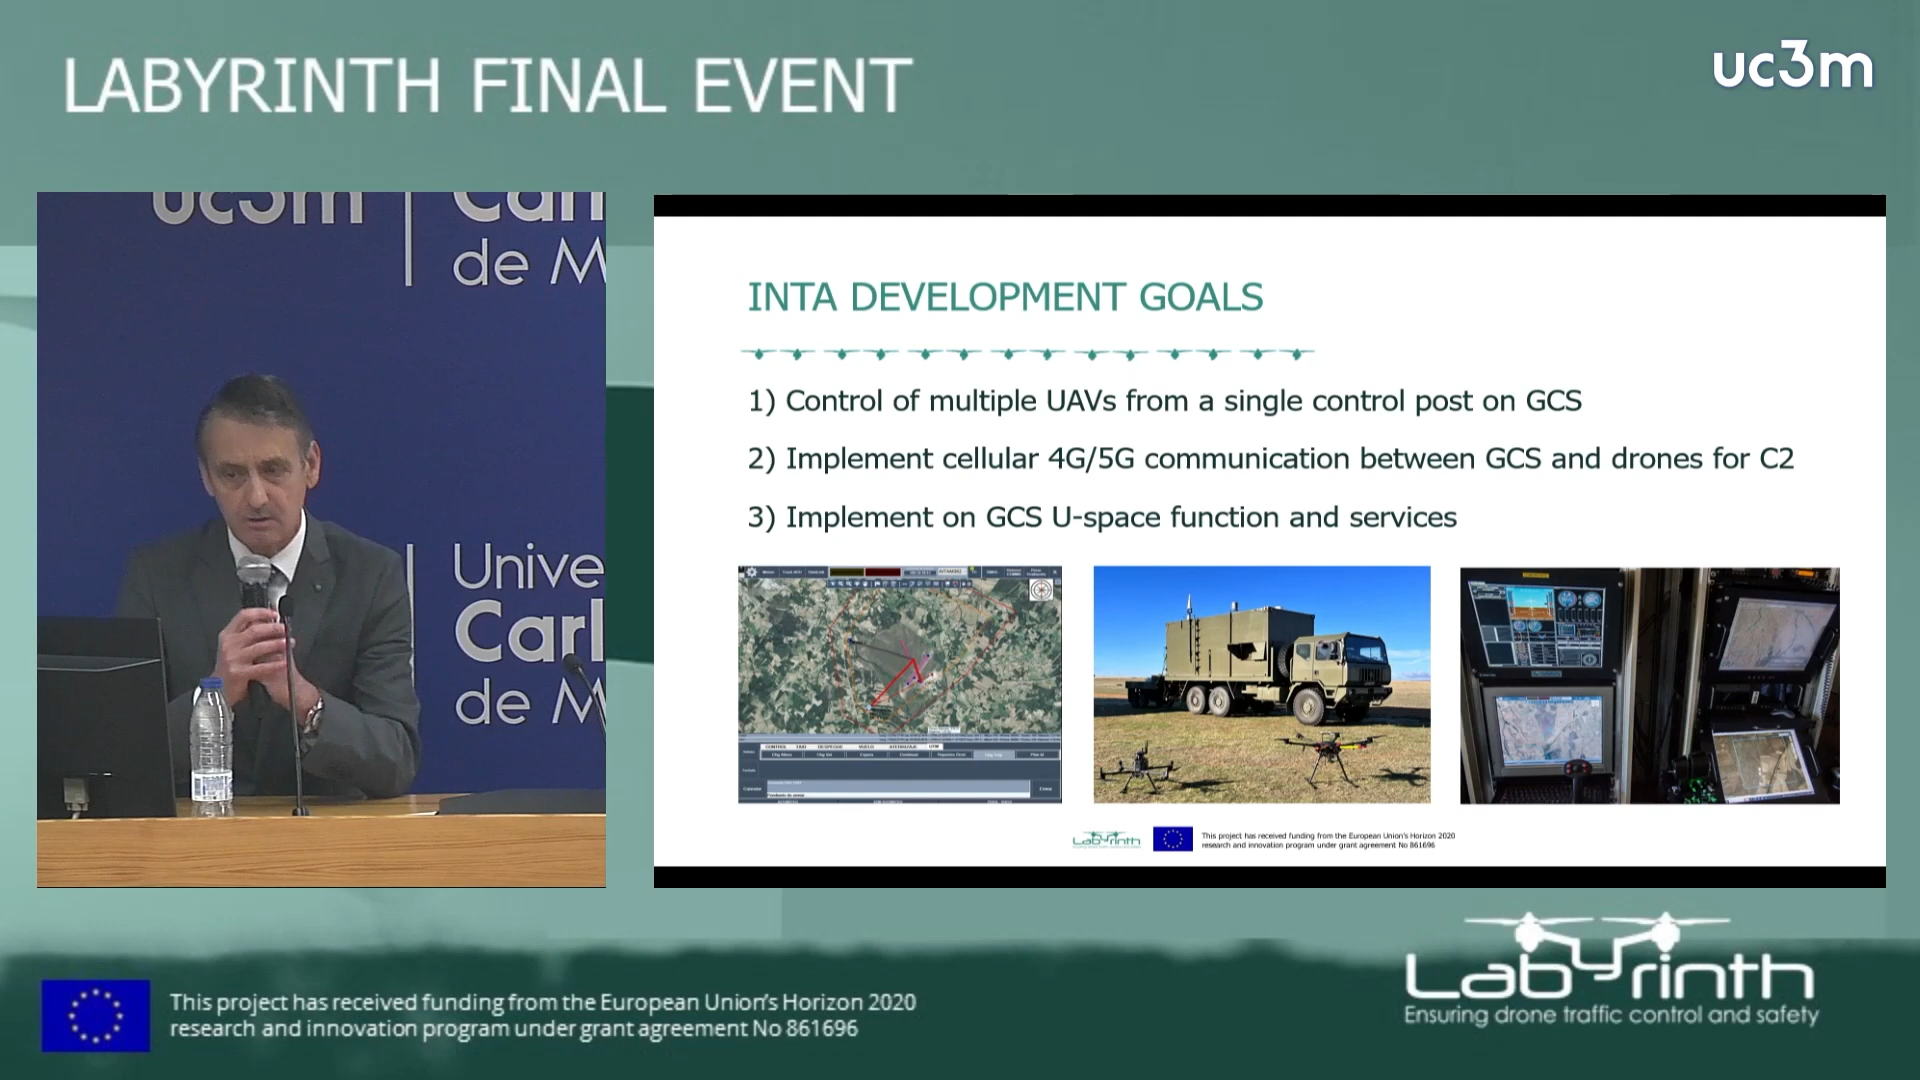 LABYRINTH FINAL EVENT
uc3m
uc3m
de M
Unive
Carl
de M
INTA DEVELOPMENT GOALS
1) Control of multiple UAVs from a single control post on GCS
2) Implement cellular 4G/5G communication between GCS and drones for C2
3) Implement on GCS U-space function and services
Labyrinth
This project has received funding from the European Union's Horizon 2020
research and innovation program under grant agreement No 861696
This project has received funding from the European Union's Horizon 2020
research and innovation program under grant agreement No 861696
Labyrinth
Ensuring drone traffic control and safety